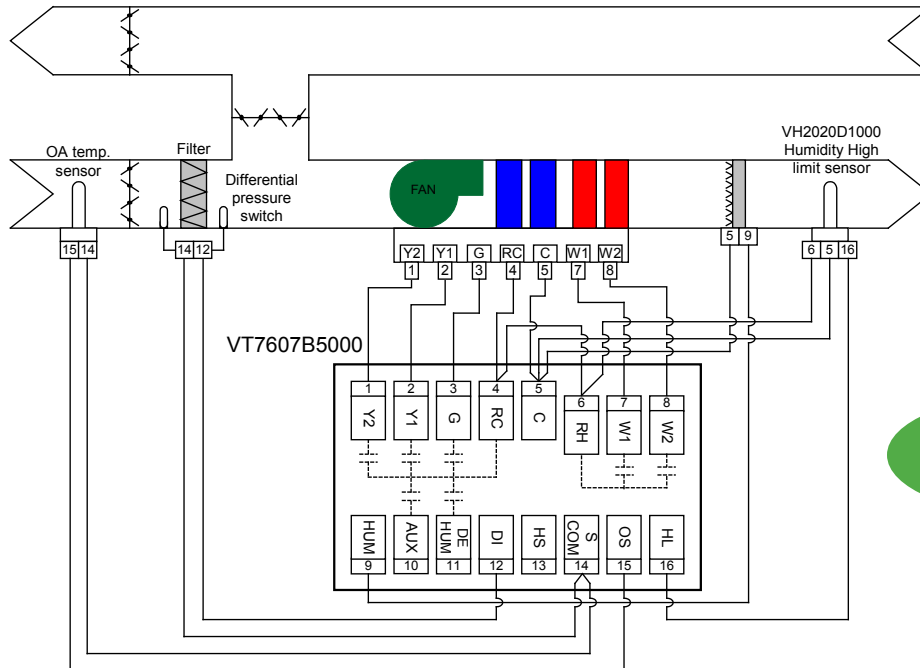 VH2020D1000
Humidity High
limit sensor
OA temp.
sensor
Filter
Differential
pressure
switch
FAN
15 14
14 12
5 9
6 5 16
Y2 Y1 G RC C W1 W2
1 2 3 4 5 7 8
VT7607B5000
1 2 3 4 5 6 7 8
Y2 Y1 G RC C RH W1 W2
HUM AUX DE HUM DI HS S COM OS HL
9 10 11 12 13 14 15 16